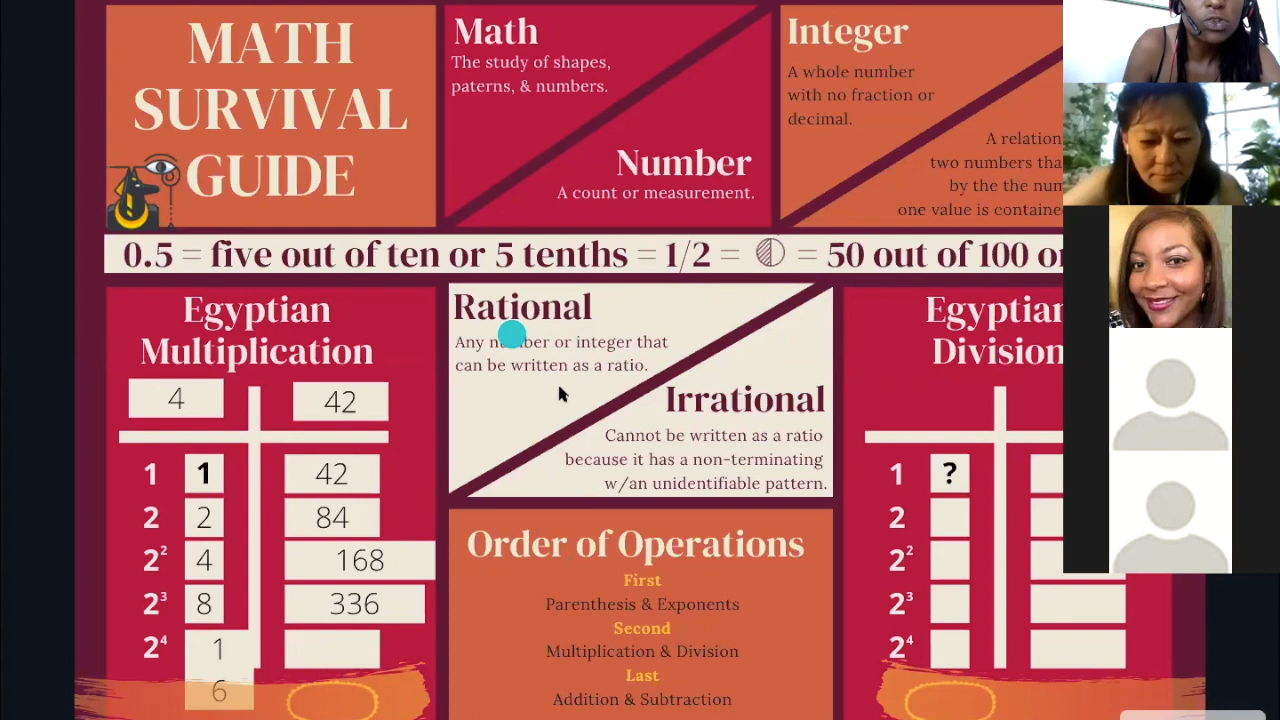 MATH
SURVIVAL
GUIDE
Math
The study of shapes,
paterns, & numbers.
Number
A count or measurement.
Integer
A whole number
with no fraction or
decimal.
A relation
two numbers tha
by the the num
one value is containe
0.5 = five out of ten or 5 tenths = 1/2 = = 50 out of 100 or
Egyptian
Multiplication
4 42
1 1 42
2 2 84
2² 4 168
2³ 8 336
2⁴ 1
6
Rational
Any number or integer that
can be written as a ratio.
Irrational
Cannot be written as a ratio
because it has a non-terminating
w/an unidentifiable pattern.
Order of Operations
First
Parenthesis & Exponents
Second
Multiplication & Division
Last
Addition & Subtraction
Egyptian
Division
1 ?
2
2²
2³
2⁴